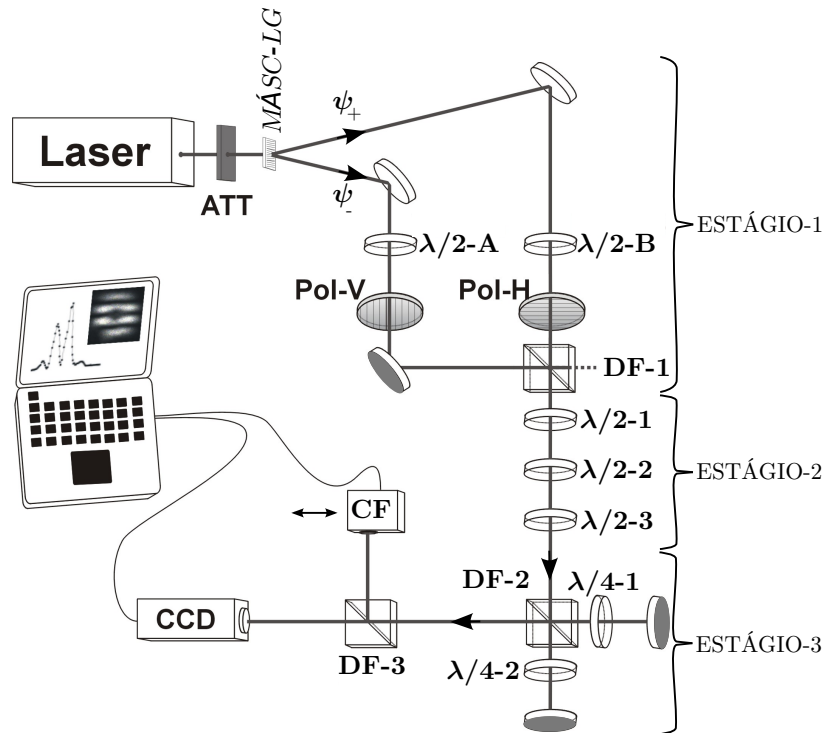 Laser
ATT
MÁSC-LG
ψ+
ψ-
λ/2-A
λ/2-B
ESTÁGIO-1
Pol-V
Pol-H
DF-1
λ/2-1
λ/2-2
λ/2-3
ESTÁGIO-2
CF
DF-2
λ/4-1
CCD
DF-3
λ/4-2
ESTÁGIO-3